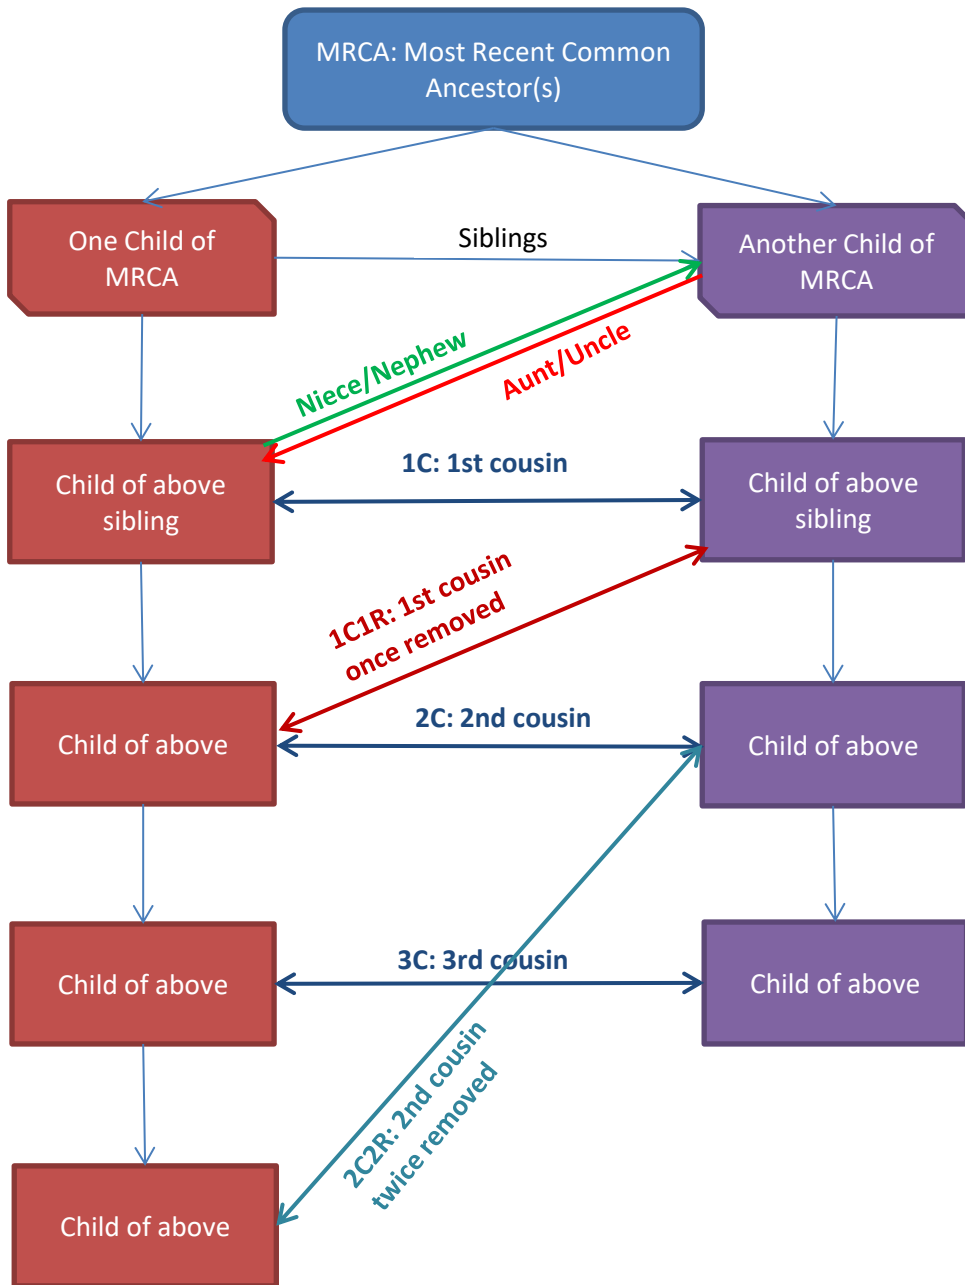 MRCA: Most Recent Common
Ancestor(s)
One Child of
MRCA
Siblings
Another Child of
MRCA
Niece/Nephew
Aunt/Uncle
Child of above
sibling
1C: 1st cousin
Child of above
sibling
1C1R: 1st cousin
once removed
Child of above
2C: 2nd cousin
Child of above
Child of above
3C: 3rd cousin
Child of above
2C2R: 2nd cousin
twice removed
Child of above